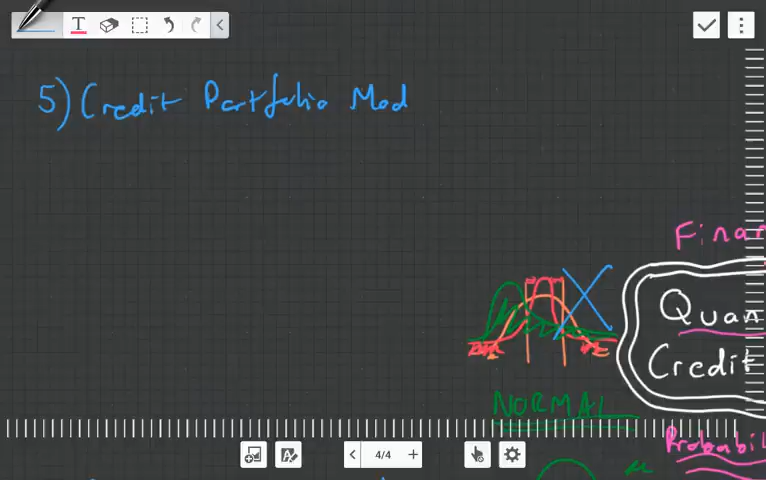 5) Credit Portfolio Mod
Finan
Quan
Credit
NORMAL
Probabil
μ
T
A
4/4